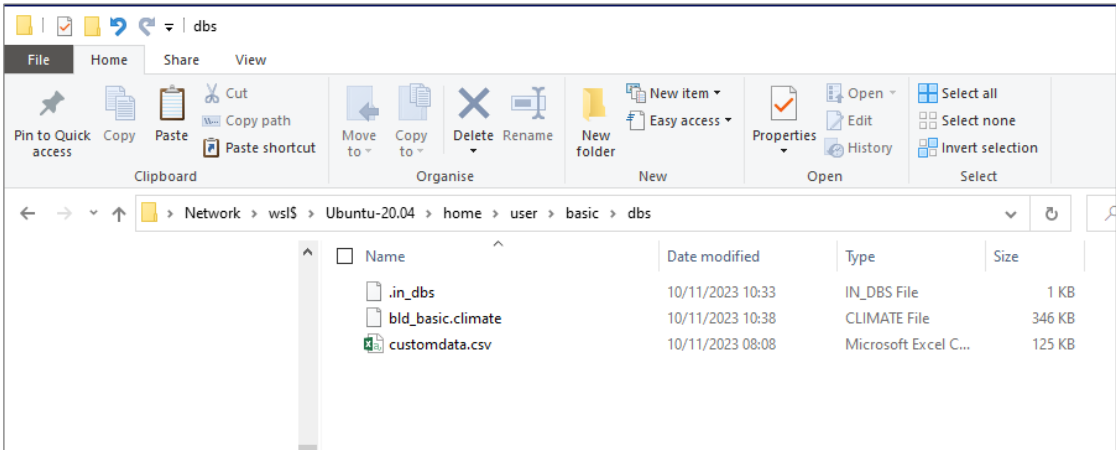 dbs
File Home Share View
Pin to Quick access
Copy
Paste
Cut
Copy path
Paste shortcut
Clipboard
Move to
Copy to
Delete
Rename
Organise
New folder
New item
Easy access
New
Properties
Open
Edit
History
Open
Select all
Select none
Invert selection
Select
Network > wsl$ > Ubuntu-20.04 > home > user > basic > dbs
Name Date modified Type Size
.in_dbs 10/11/2023 10:33 IN_DBS File 1 KB
bld_basic.climate 10/11/2023 10:38 CLIMATE File 346 KB
customdata.csv 10/11/2023 08:08 Microsoft Excel C... 125 KB